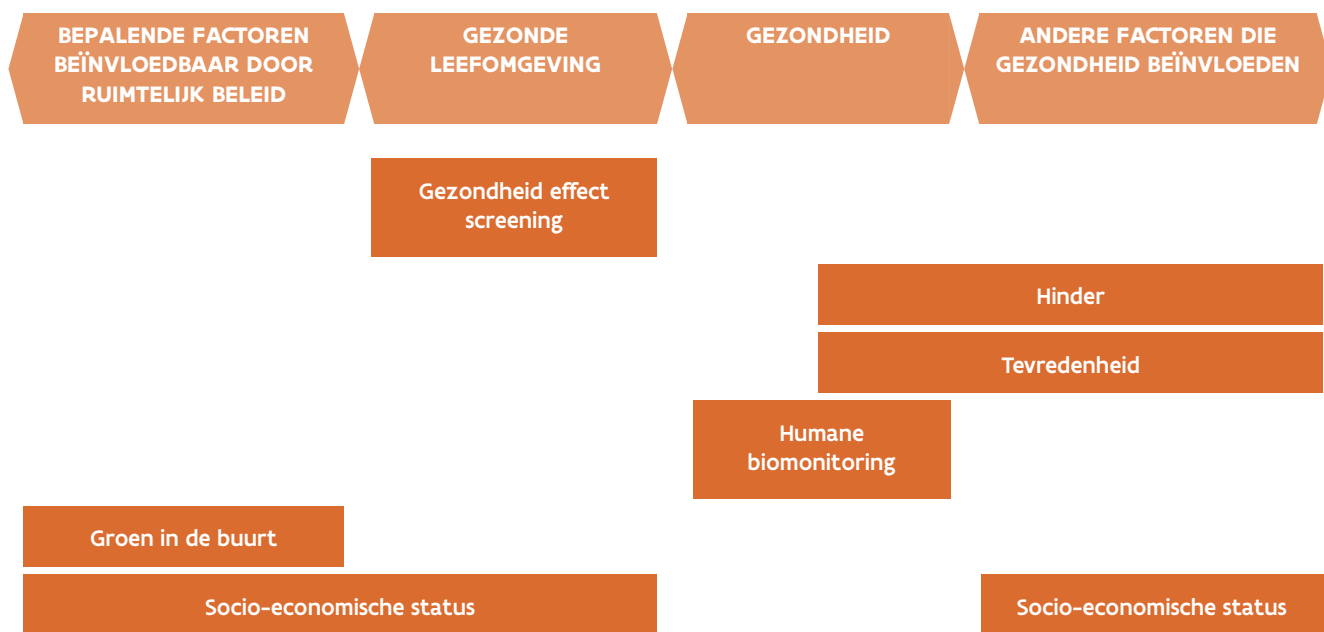 BEPALENDE FACTOREN
BEÏNVLOEDBAAR DOOR
RUIMTELIJK BELEID
GEZONDE
LEEFOMGEVING
GEZONDHEID
ANDERE FACTOREN DIE
GEZONDHEID BEÏNVLOEDEN
Gezondheid effect
screening
Hinder
Tevredenheid
Humane
biomonitoring
Groen in de buurt
Socio-economische status
Socio-economische status